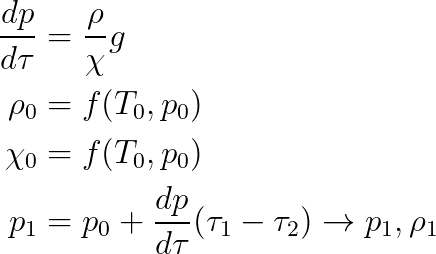 dp/dτ = ρ/χ g
ρ₀ = f(T₀, p₀)
χ₀ = f(T₀, p₀)
p₁ = p₀ + dp/dτ (τ₁ − τ₂) → p₁, ρ₁